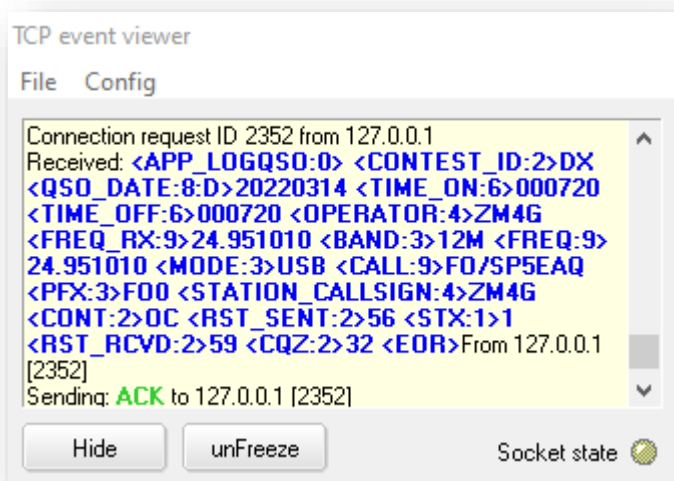 TCP event viewer
File Config
Connection request ID 2352 from 127.0.0.1
Received: <APP_LOGQSO:0> <CONTEST_ID:2>DX
<QSO_DATE:8:D>20220314 <TIME_ON:6>000720
<TIME_OFF:6>000720 <OPERATOR:4>ZM4G
<FREQ_RX:9>24.951010 <BAND:3>12M <FREQ:9>
24.951010 <MODE:3>USB <CALL:9>FO/SP5EAQ
<PFX:3>FO0 <STATION_CALLSIGN:4>ZM4G
<CONT:2>OC <RST_SENT:2>56 <STX:1>1
<RST_RCVD:2>59 <CQZ:2>32 <EOR>From 127.0.0.1
[2352]
Sending: ACK to 127.0.0.1 [2352]
Hide unFreeze Socket state